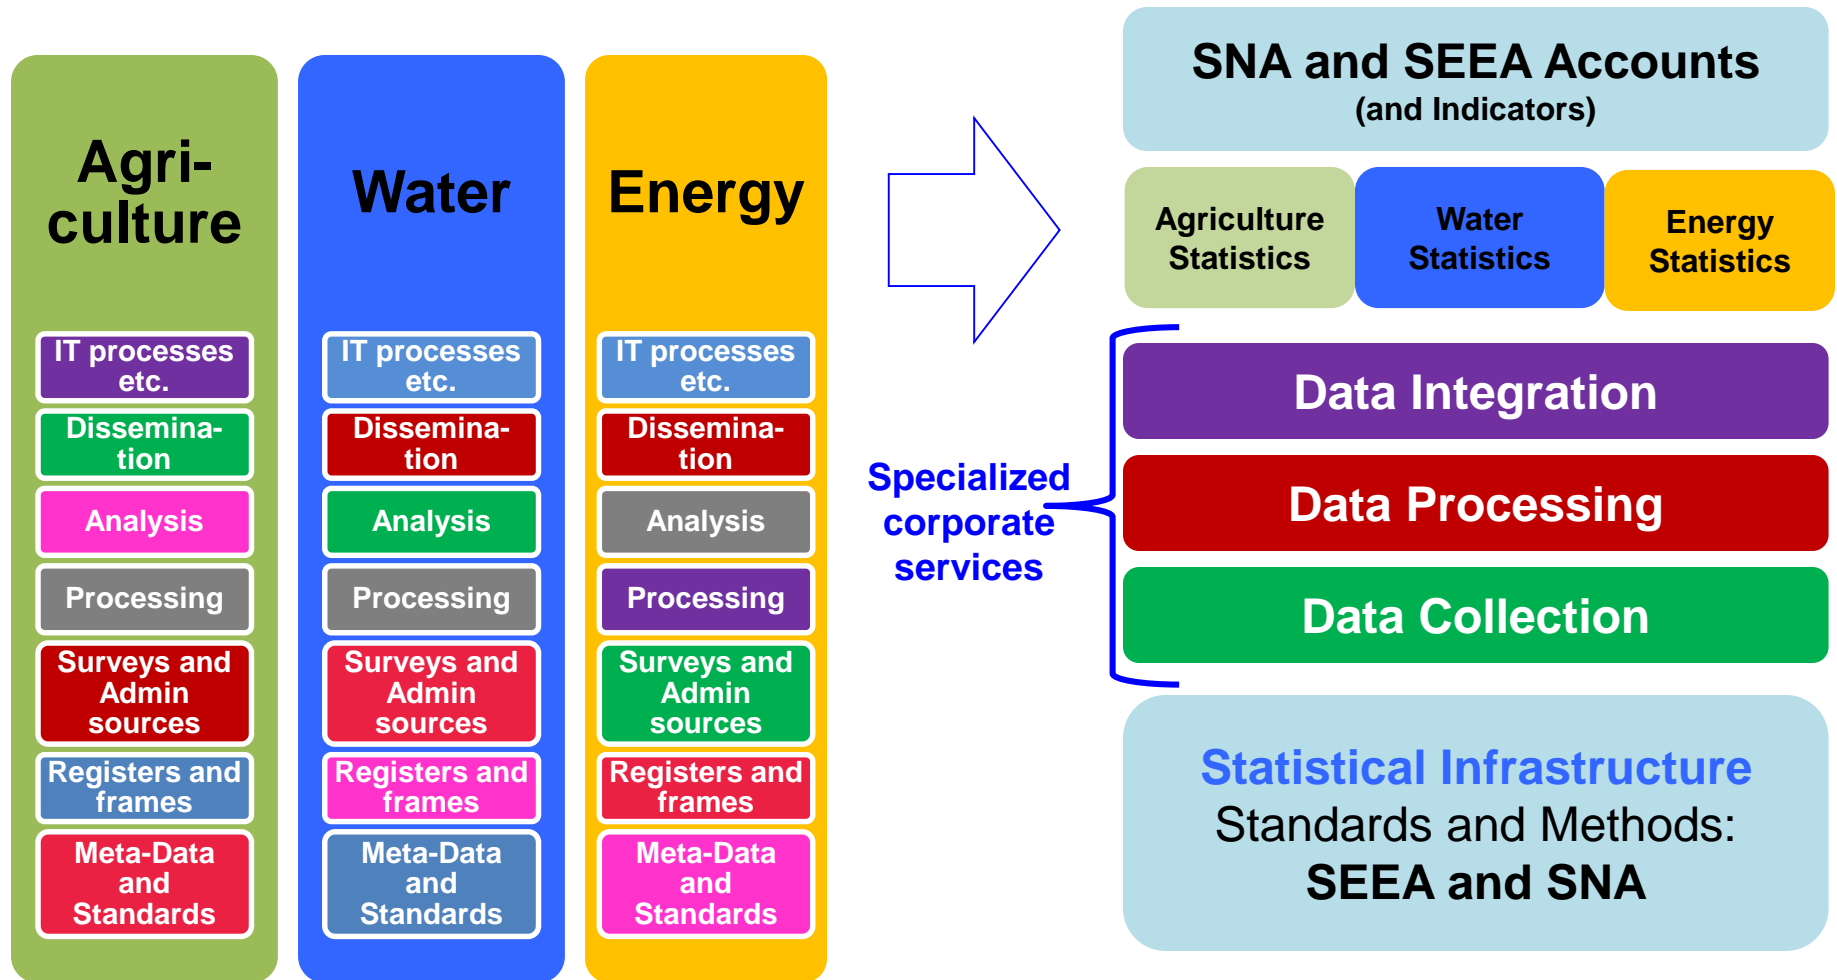 Agri-
culture
IT processes
etc.
Dissemina-
tion
Analysis
Processing
Surveys and
Admin
sources
Registers and
frames
Meta-Data
and
Standards
Water
IT processes
etc.
Dissemina-
tion
Analysis
Processing
Surveys and
Admin
sources
Registers and
frames
Meta-Data
and
Standards
Energy
IT processes
etc.
Dissemina-
tion
Analysis
Processing
Surveys and
Admin
sources
Registers and
frames
Meta-Data
and
Standards
Specialized
corporate
services
SNA and SEEA Accounts
(and Indicators)
Agriculture
Statistics
Water
Statistics
Energy
Statistics
Data Integration
Data Processing
Data Collection
Statistical Infrastructure
Standards and Methods:
SEEA and SNA